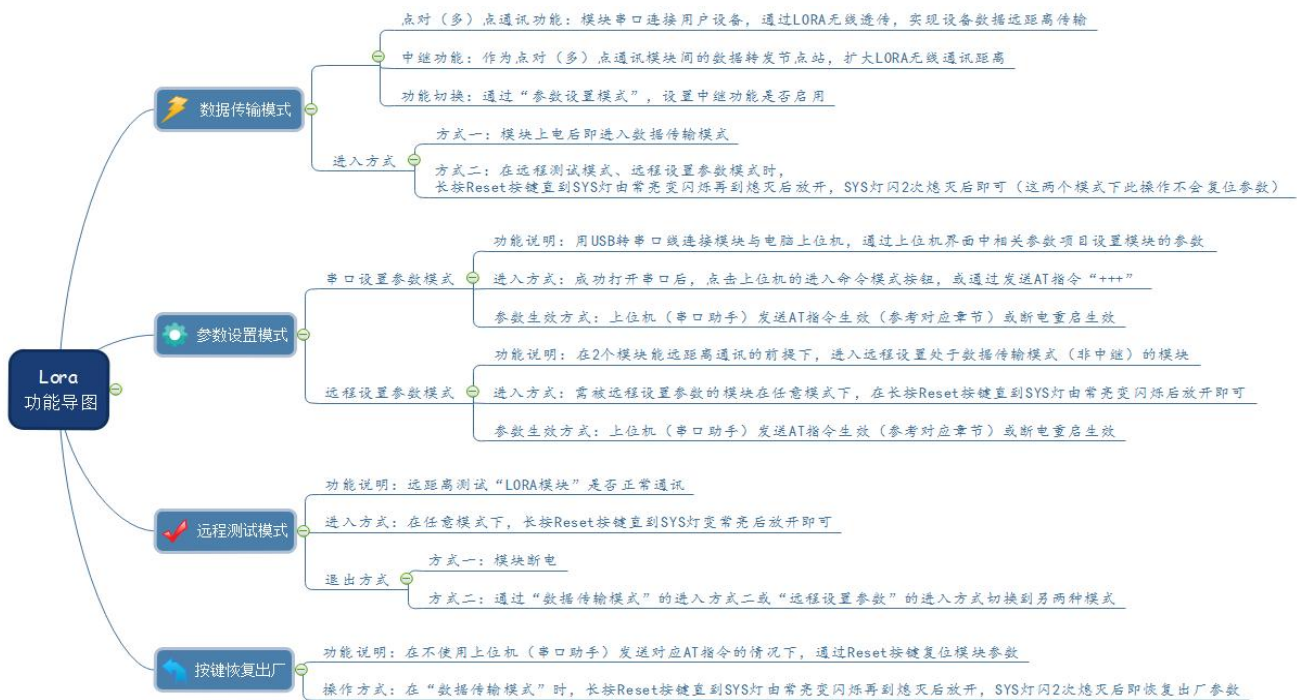 Lora
功能导图
数据传输模式
点对（多）点通讯功能：模块串口连接用户设备，通过LORA无线透传，实现设备数据远距离传输
中继功能：作为点对（多）点通讯模块间的数据转发节点站，扩大LORA无线通讯距离
功能切换：通过“参数设置模式”，设置中继功能是否启用
进入方式
方式一：模块上电后即进入数据传输模式
方式二：在远程测试模式、远程设置参数模式时，
长按Reset按键直到SYS灯由常亮变闪烁再到熄灭后放开，SYS灯闪2次熄灭后即可（这两个模式下此操作不会复位参数）
参数设置模式
串口设置参数模式
功能说明：用USB转串口线连接模块与电脑上位机，通过上位机界面中相关参数项目设置模块的参数
进入方式：成功打开串口后，点击上位机的进入命令模式按钮，或通过发送AT指令“+++”
参数生效方式：上位机（串口助手）发送AT指令生效（参考对应章节）或断电重启生效
远程设置参数模式
功能说明：在2个模块能远距离通讯的前提下，进入远程设置处于数据传输模式（非中继）的模块
进入方式：需被远程设置参数的模块在任意模式下，在长按Reset按键直到SYS灯由常亮变闪烁后放开即可
参数生效方式：上位机（串口助手）发送AT指令生效（参考对应章节）或断电重启生效
远程测试模式
功能说明：远距离测试“LORA模块”是否正常通讯
进入方式：在任意模式下，长按Reset按键直到SYS灯变常亮后放开即可
退出方式
方式一：模块断电
方式二：通过“数据传输模式”的进入方式二或“远程设置参数”的进入方式切换到另两种模式
按键恢复出厂
功能说明：在不使用上位机（串口助手）发送对应AT指令的情况下，通过Reset按键复位模块参数
操作方式：在“数据传输模式”时，长按Reset按键直到SYS灯由常亮变闪烁再到熄灭后放开，SYS灯闪2次熄灭后即恢复出厂参数